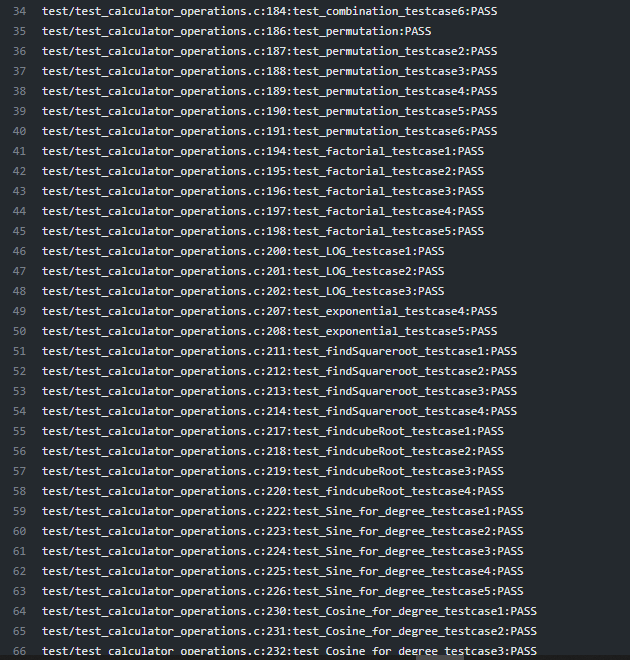 34 test/test_calculator_operations.c:184:test_combination_testcase6:PASS
35 test/test_calculator_operations.c:186:test_permutation:PASS
36 test/test_calculator_operations.c:187:test_permutation_testcase2:PASS
37 test/test_calculator_operations.c:188:test_permutation_testcase3:PASS
38 test/test_calculator_operations.c:189:test_permutation_testcase4:PASS
39 test/test_calculator_operations.c:190:test_permutation_testcase5:PASS
40 test/test_calculator_operations.c:191:test_permutation_testcase6:PASS
41 test/test_calculator_operations.c:194:test_factorial_testcase1:PASS
42 test/test_calculator_operations.c:195:test_factorial_testcase2:PASS
43 test/test_calculator_operations.c:196:test_factorial_testcase3:PASS
44 test/test_calculator_operations.c:197:test_factorial_testcase4:PASS
45 test/test_calculator_operations.c:198:test_factorial_testcase5:PASS
46 test/test_calculator_operations.c:200:test_LOG_testcase1:PASS
47 test/test_calculator_operations.c:201:test_LOG_testcase2:PASS
48 test/test_calculator_operations.c:202:test_LOG_testcase3:PASS
49 test/test_calculator_operations.c:207:test_exponential_testcase4:PASS
50 test/test_calculator_operations.c:208:test_exponential_testcase5:PASS
51 test/test_calculator_operations.c:211:test_findSquareroot_testcase1:PASS
52 test/test_calculator_operations.c:212:test_findSquareroot_testcase2:PASS
53 test/test_calculator_operations.c:213:test_findSquareroot_testcase3:PASS
54 test/test_calculator_operations.c:214:test_findSquareroot_testcase4:PASS
55 test/test_calculator_operations.c:217:test_findcubeRoot_testcase1:PASS
56 test/test_calculator_operations.c:218:test_findcubeRoot_testcase2:PASS
57 test/test_calculator_operations.c:219:test_findcubeRoot_testcase3:PASS
58 test/test_calculator_operations.c:220:test_findcubeRoot_testcase4:PASS
59 test/test_calculator_operations.c:222:test_Sine_for_degree_testcase1:PASS
60 test/test_calculator_operations.c:223:test_Sine_for_degree_testcase2:PASS
61 test/test_calculator_operations.c:224:test_Sine_for_degree_testcase3:PASS
62 test/test_calculator_operations.c:225:test_Sine_for_degree_testcase4:PASS
63 test/test_calculator_operations.c:226:test_Sine_for_degree_testcase5:PASS
64 test/test_calculator_operations.c:230:test_Cosine_for_degree_testcase1:PASS
65 test/test_calculator_operations.c:231:test_Cosine_for_degree_testcase2:PASS
66 test/test_calculator_operations.c:232:test_Cosine_for_degree_testcase3:PASS